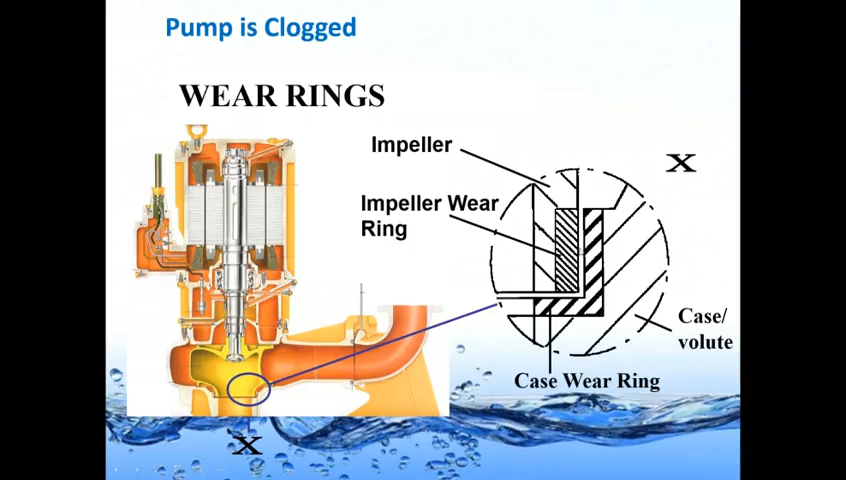 Pump is Clogged
WEAR RINGS
Impeller
X
Impeller Wear
Ring
Case/
volute
Case Wear Ring
X